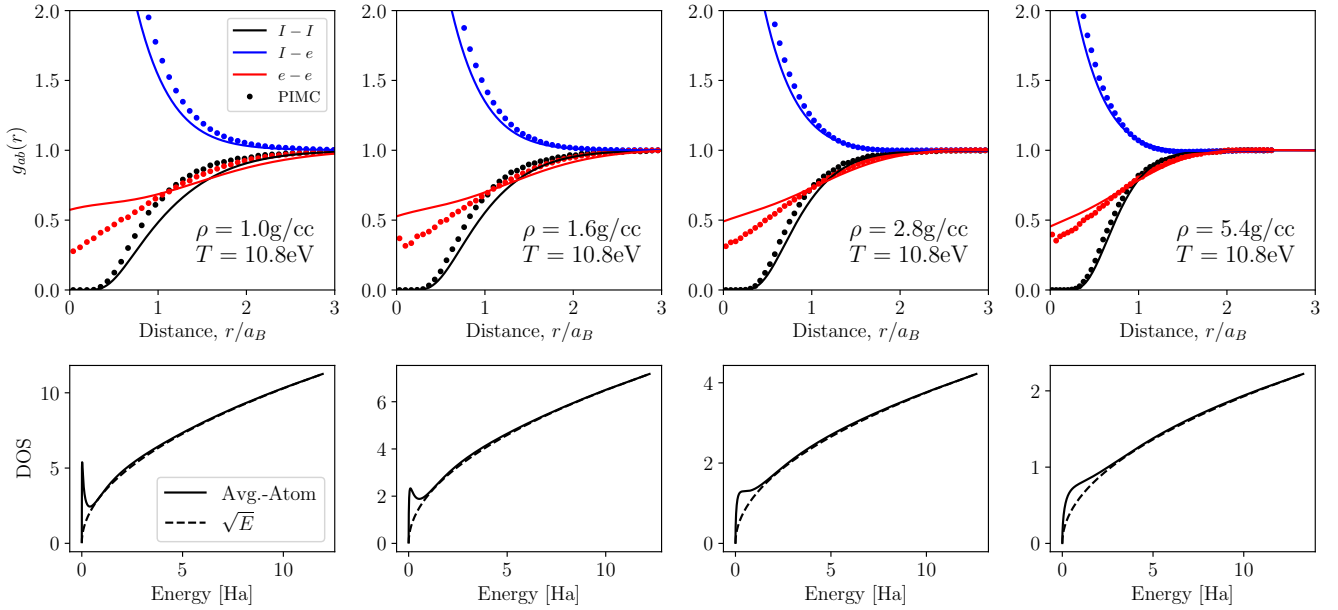 2.0
1.5
1.0
0.5
0.0
g_{ab}(r)
I − I
I − e
e − e
PIMC
ρ = 1.0g/cc
T = 10.8eV
0 1 2 3
Distance, r/a_B
2.0
1.5
1.0
0.5
0.0
ρ = 1.6g/cc
T = 10.8eV
0 1 2 3
Distance, r/a_B
2.0
1.5
1.0
0.5
0.0
ρ = 2.8g/cc
T = 10.8eV
0 1 2 3
Distance, r/a_B
2.0
1.5
1.0
0.5
0.0
ρ = 5.4g/cc
T = 10.8eV
0 1 2 3
Distance, r/a_B
10
5
0
DOS
Avg.-Atom
√E
0 5 10
Energy [Ha]
6
4
2
0
0 5 10
Energy [Ha]
4
2
0
0 5 10
Energy [Ha]
2
1
0
0 5 10
Energy [Ha]